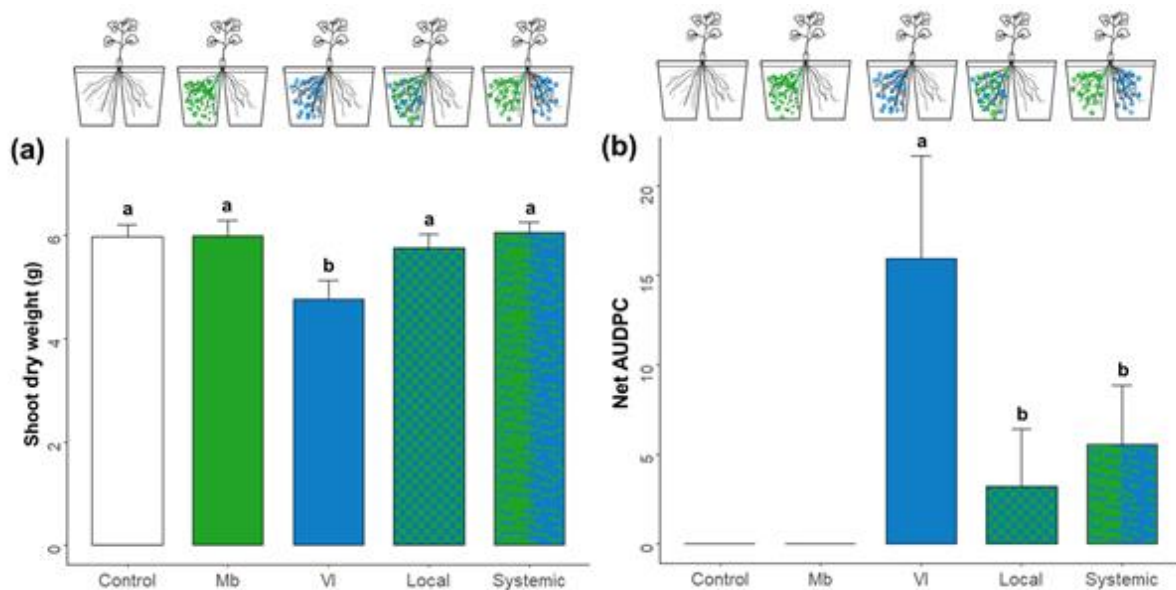 (a)
Shoot dry weight (g)
6
4
2
0
a
a
b
a
a
Control Mb Vl Local Systemic
(b)
Net AUDPC
20
15
10
5
0
a
b
b
Control Mb Vl Local Systemic